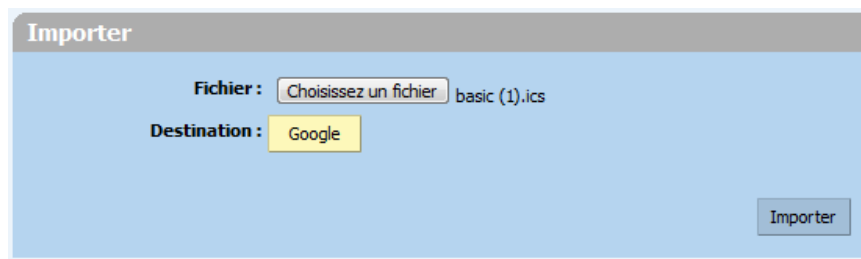 Importer
Fichier : Choisissez un fichier basic (1).ics
Destination : Google
Importer